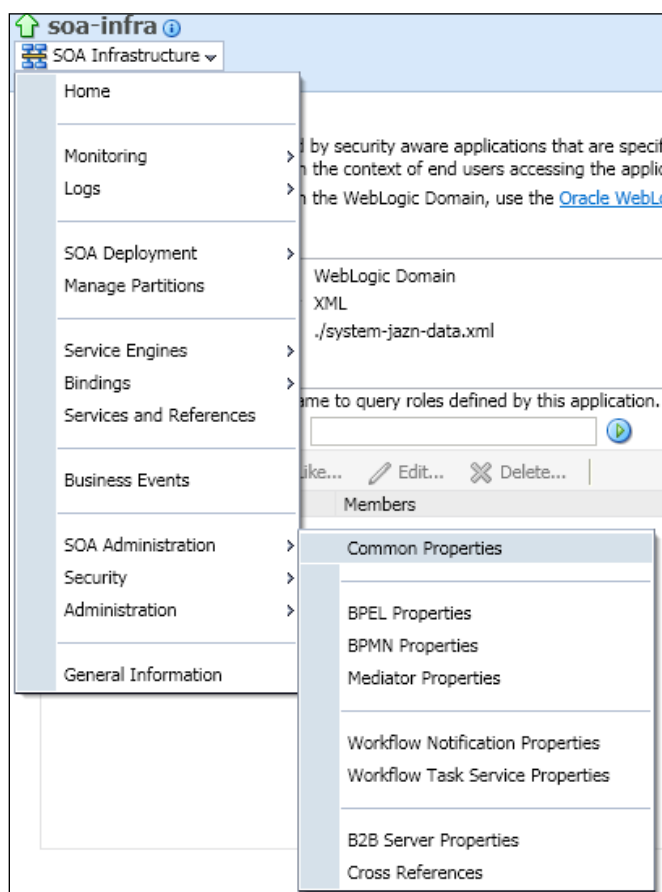 soa-infra
SOA Infrastructure
Home
Monitoring
Logs
SOA Deployment
Manage Partitions
Service Engines
Bindings
Services and References
Business Events
SOA Administration
Security
Administration
General Information
by security aware applications that are specif
the context of end users accessing the applic
the WebLogic Domain, use the Oracle WebLo
WebLogic Domain
XML
./system-jazn-data.xml
ame to query roles defined by this application.
Like... Edit... Delete...
Members
Common Properties
BPEL Properties
BPMN Properties
Mediator Properties
Workflow Notification Properties
Workflow Task Service Properties
B2B Server Properties
Cross References